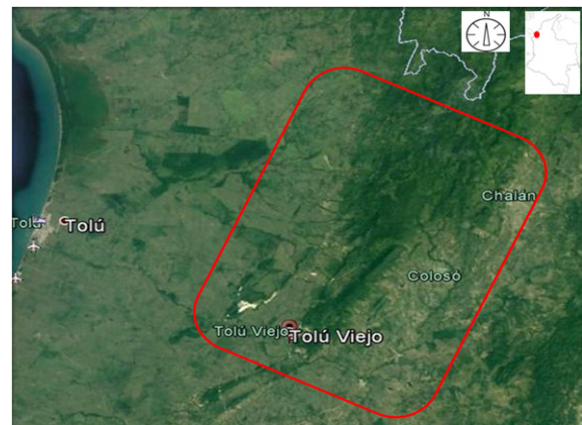 N
Chalán
Tolú
Tolú
Colosó
Tolú Viejo
Tolú Viejo